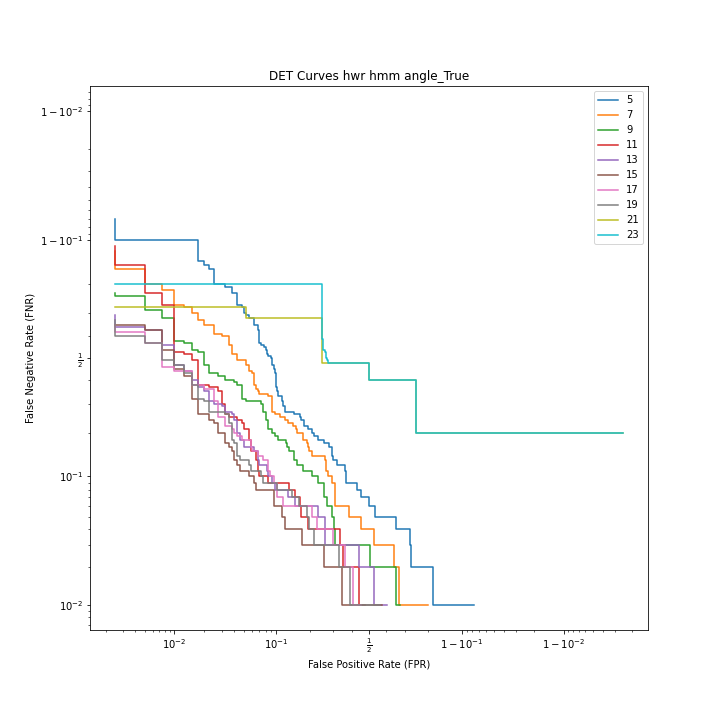 DET Curves hwr hmm angle_True
False Negative Rate (FNR)
1 − 10⁻²
1 − 10⁻¹
1/2
10⁻¹
10⁻²
5
7
9
11
13
15
17
19
21
23
10⁻² 10⁻¹ 1/2 1 − 10⁻¹ 1 − 10⁻²
False Positive Rate (FPR)